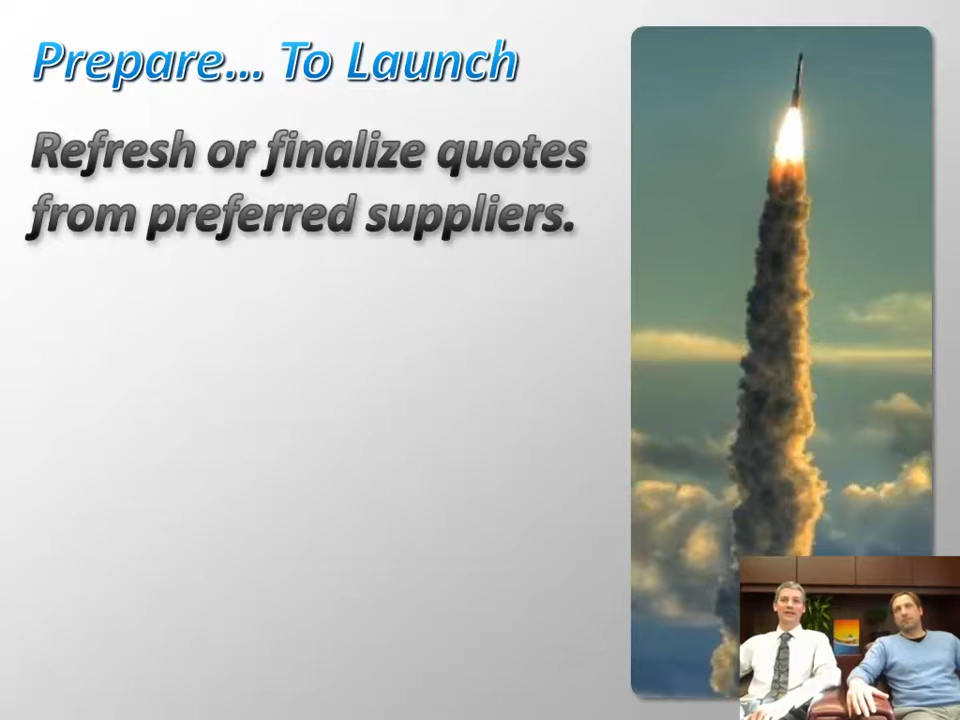 Prepare... To Launch
Refresh or finalize quotes
from preferred suppliers.